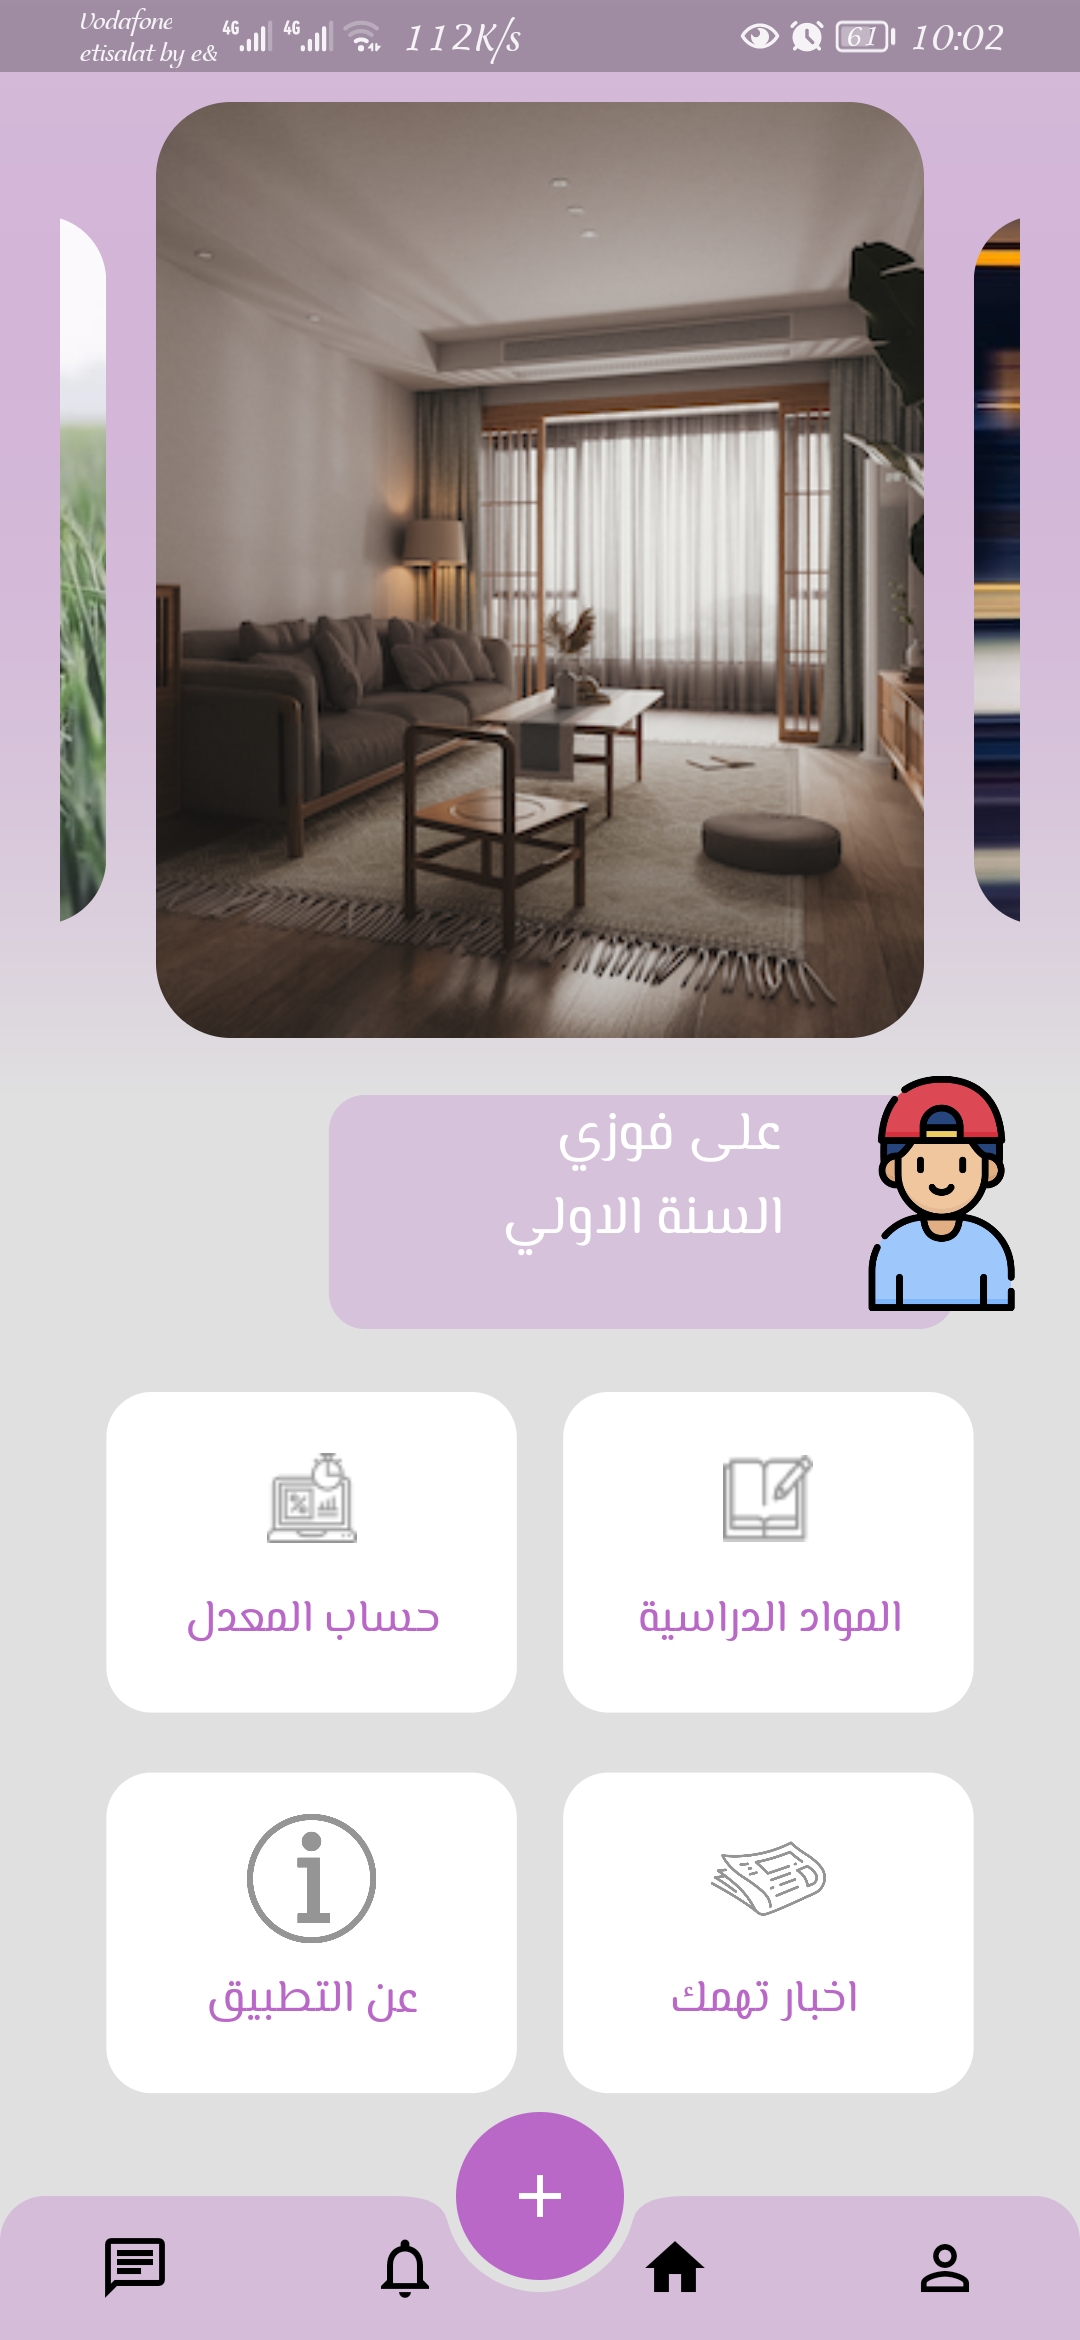 Vodafone
etisalat by e&
4G 4G 112K/s 61 10:02
على فوزي
السنة الاولي
المواد الدراسية
حساب المعدل
اخبار تهمك
عن التطبيق